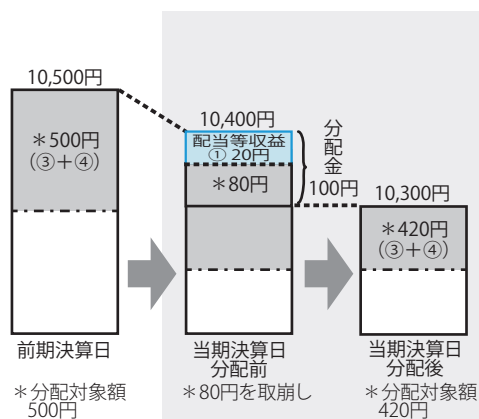 10,500円
＊500円
（③＋④）
10,400円
配当等収益
① 20円
＊80円
分配金
100円
10,300円
＊420円
（③＋④）
前期決算日
当期決算日
分配前
当期決算日
分配後
＊分配対象額
500円
＊80円を取崩し
＊分配対象額
420円